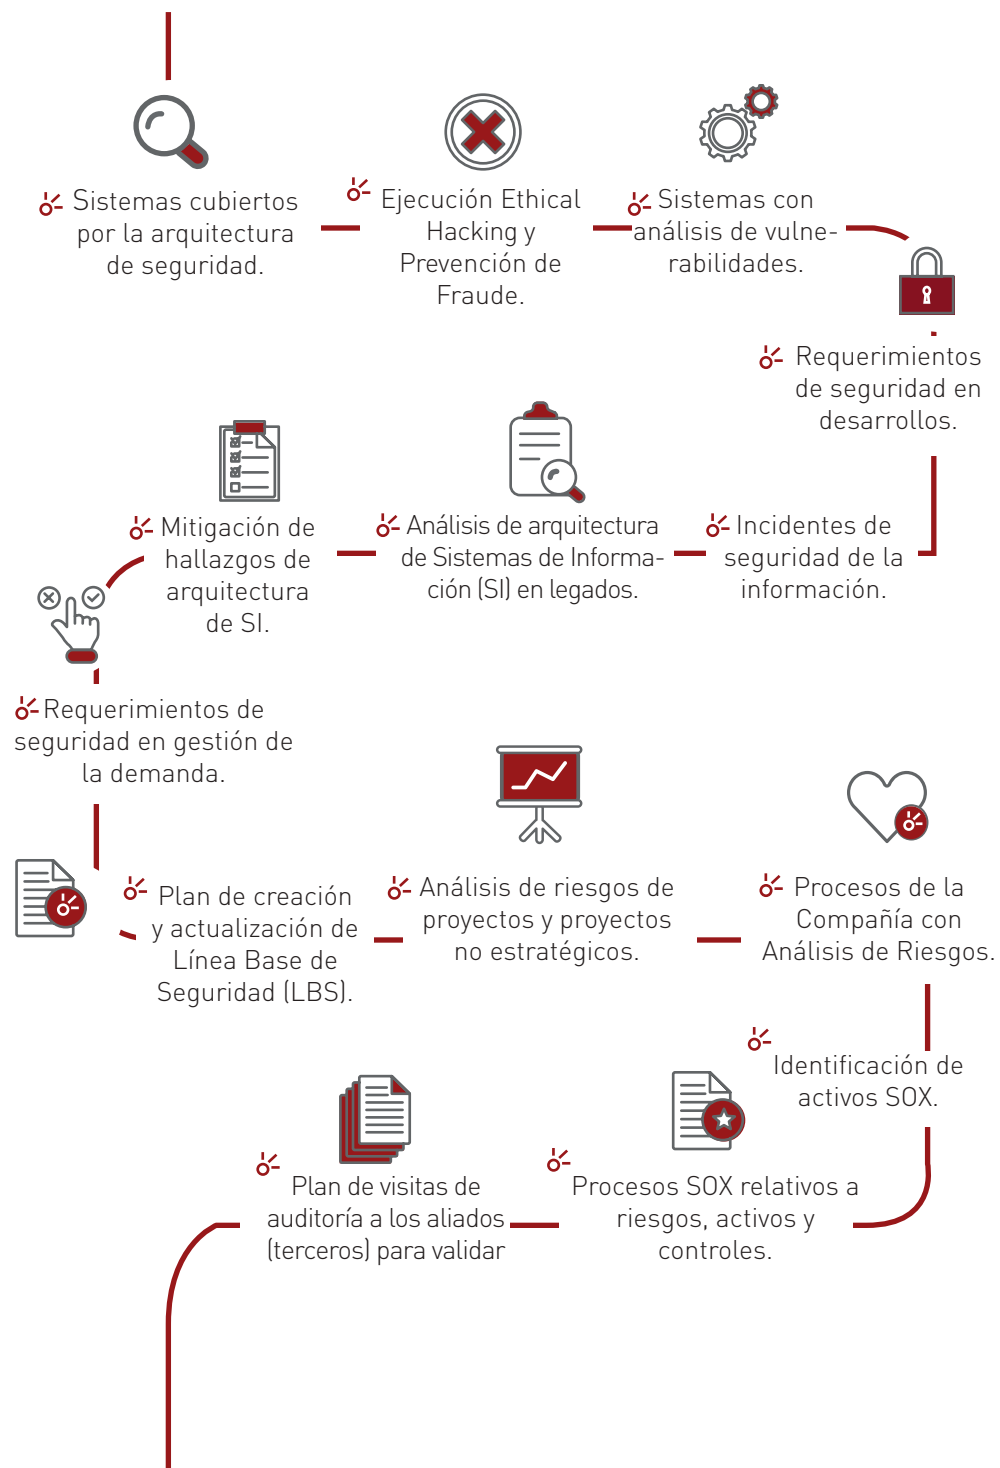 Sistemas cubiertos
por la arquitectura
de seguridad.
Ejecución Ethical
Hacking y
Prevención de
Fraude.
Sistemas con
análisis de vulne-
rabilidades.
Requerimientos
de seguridad en
desarrollos.
Incidentes de
seguridad de la
información.
Análisis de arquitectura
de Sistemas de Informa-
ción (SI) en legados.
Mitigación de
hallazgos de
arquitectura
de SI.
Requerimientos de
seguridad en gestión de
la demanda.
Plan de creación
y actualización de
Línea Base de
Seguridad (LBS).
Análisis de riesgos de
proyectos y proyectos
no estratégicos.
Procesos de la
Compañía con
Análisis de Riesgos.
Identificación de
activos SOX.
Procesos SOX relativos a
riesgos, activos y
controles.
Plan de visitas de
auditoría a los aliados
(terceros) para validar